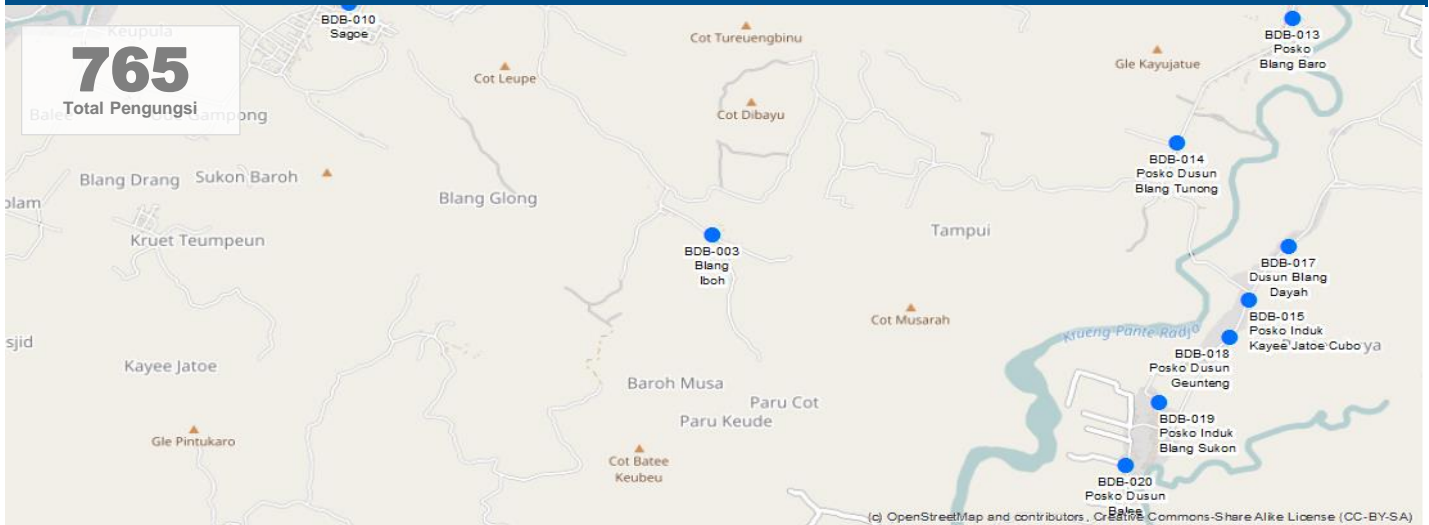 BDB-010
Sagoe
Keupula
765
Total Pengungsi
Cot Tureuengbinu
BDB-013
Posko
Blang Baro
Gle Kayujatue
Cot Leupe
Cot Dibayu
BDB-014
Posko Dusun
Blang Tunong
Blang Drang
Sukon Baroh
Blang Glong
Kruet Teumpeun
BDB-003
Blang
Iboh
Tampui
BDB-017
Dusun Blang
Dayah
Cot Musarah
BDB-015
Posko Induk
Kayee Jatoe Cubo
Krueng Pante Radjo
BDB-018
Posko Dusun
Geunteng
sjid
Kayee Jatoe
Baroh Musa
Paru Cot
Paru Keude
BDB-019
Posko Induk
Blang Sukon
Gle Pintukaro
Cot Batee
Keubeu
BDB-020
Posko Dusun
Balee
(c) OpenStreetMap and contributors, Creative Commons-Share Alike License (CC-BY-SA)